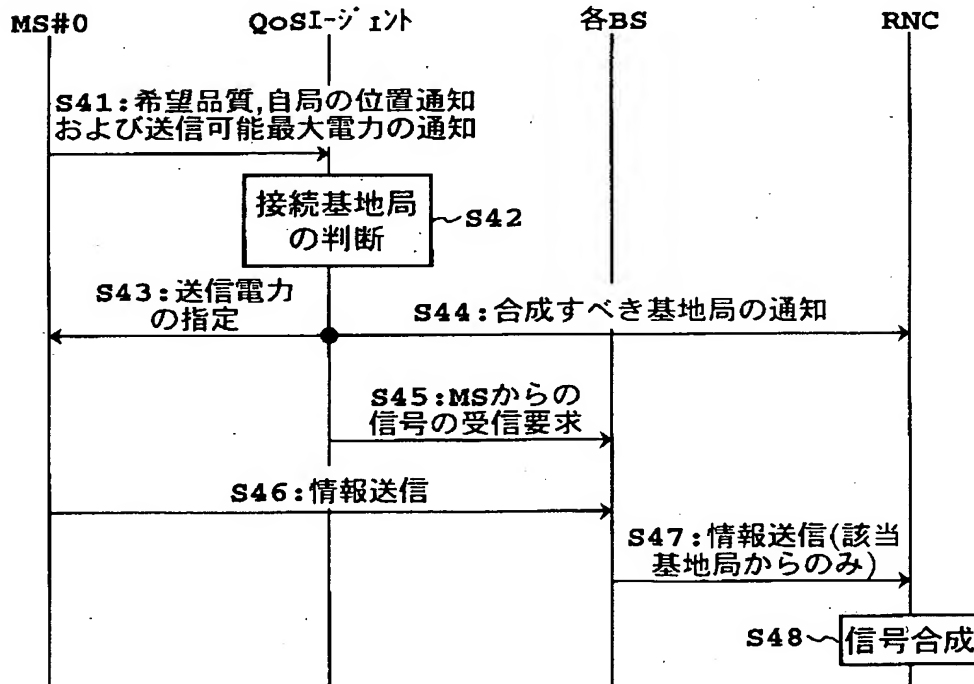 MS#0
QoSエージェント
各BS
RNC
S41:希望品質,自局の位置通知
および送信可能最大電力の通知
接続基地局
の判断
S42
S43:送信電力
の指定
S44:合成すべき基地局の通知
S45:MSからの
信号の受信要求
S46:情報送信
S47:情報送信(該当
基地局からのみ)
S48
信号合成